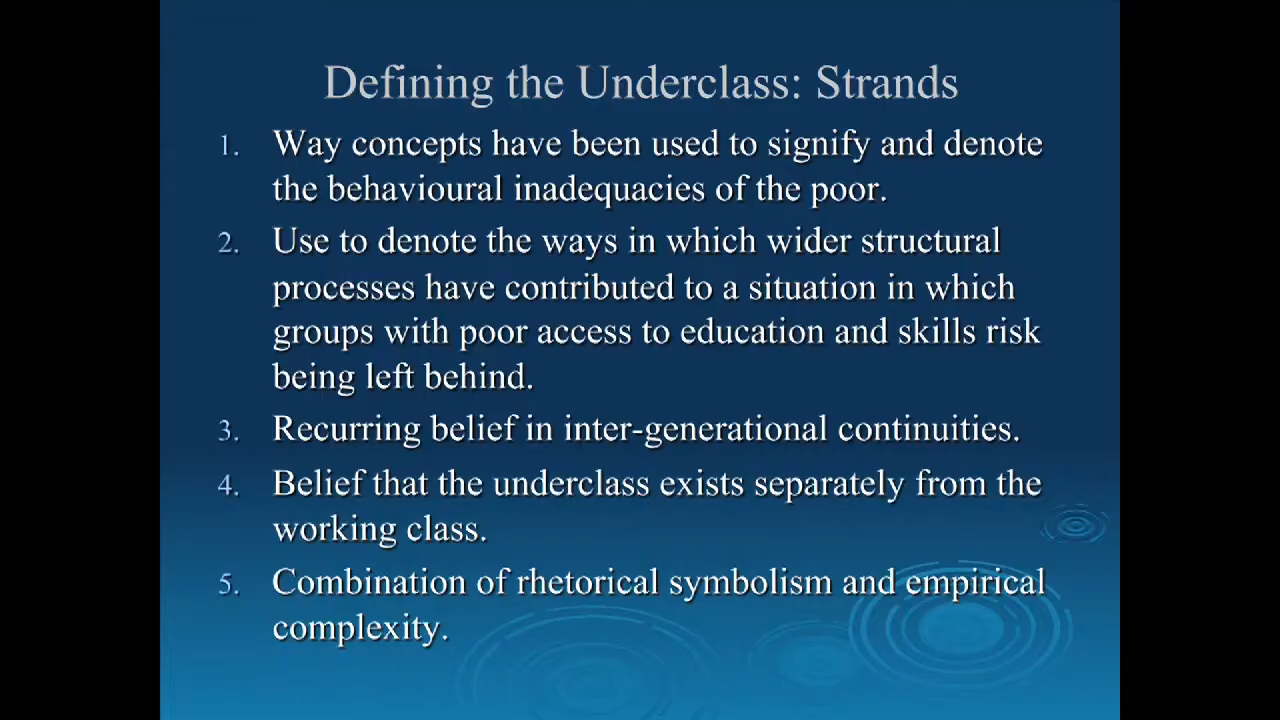 Defining the Underclass: Strands
1. Way concepts have been used to signify and denote
the behavioural inadequacies of the poor.
2. Use to denote the ways in which wider structural
processes have contributed to a situation in which
groups with poor access to education and skills risk
being left behind.
3. Recurring belief in inter-generational continuities.
4. Belief that the underclass exists separately from the
working class.
5. Combination of rhetorical symbolism and empirical
complexity.